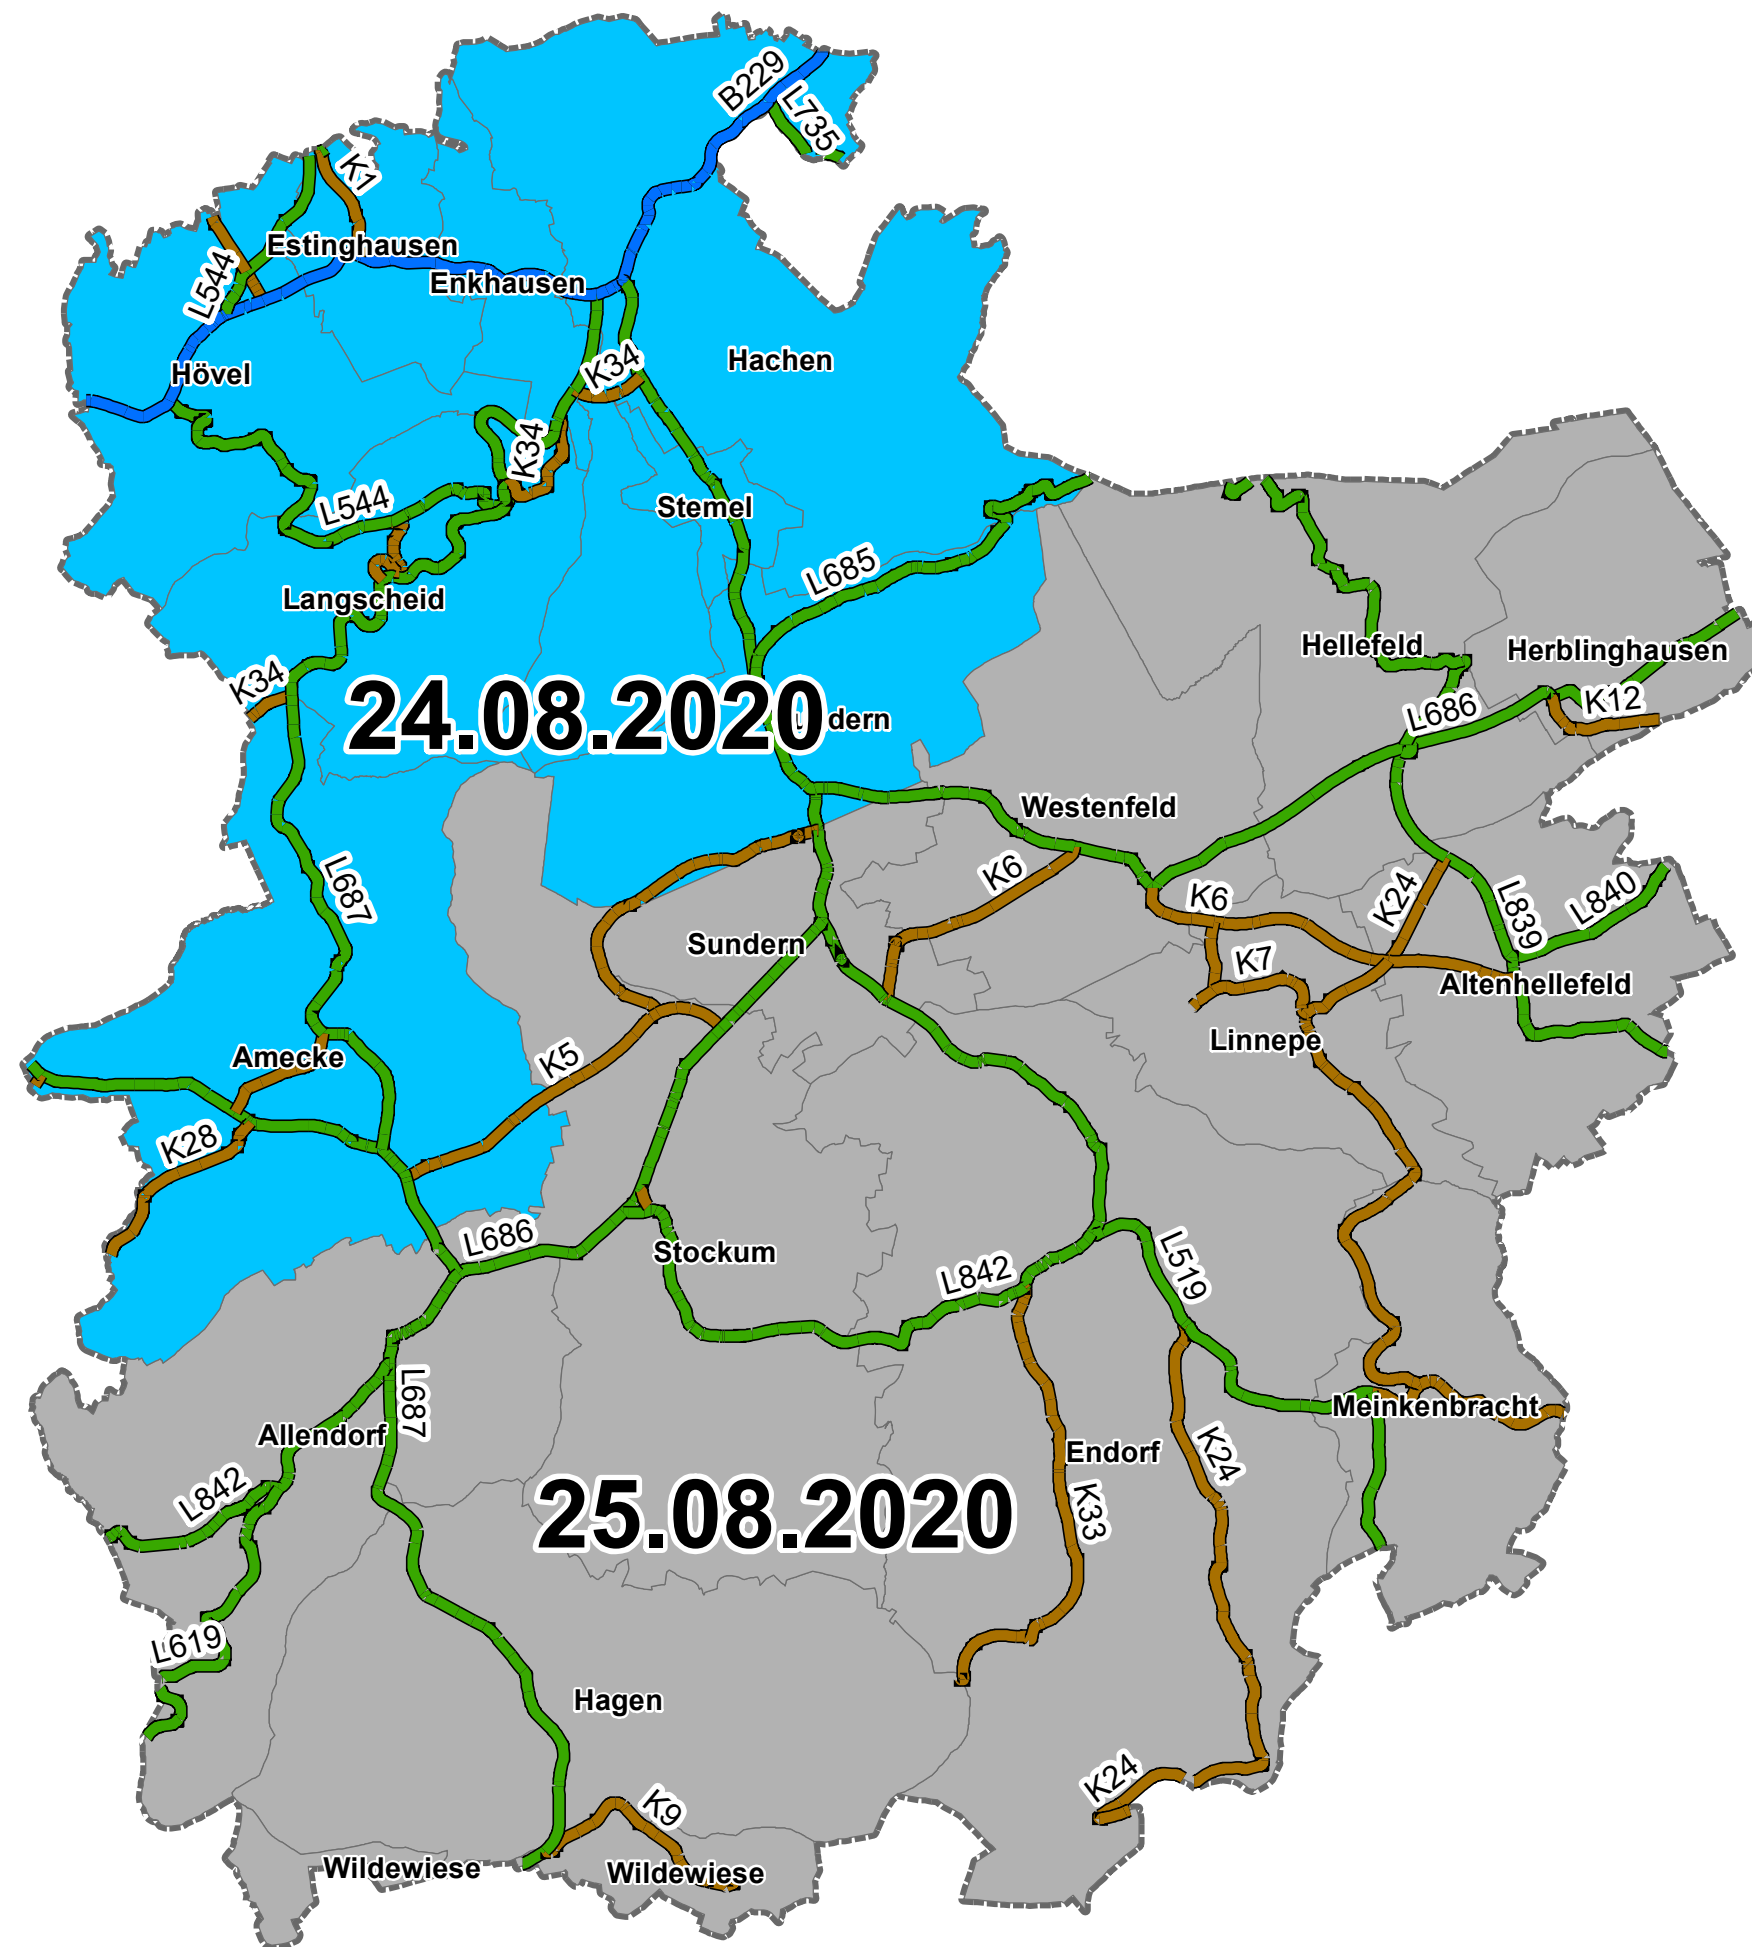 B229
L735
K1
Estinghausen
L544
Enkhausen
Hövel
K34
Hachen
K34
L544
Stemel
L685
Langscheid
K34
24.08.2020
dern
Hellefeld
Herblinghausen
K12
L686
Westenfeld
L687
K6
K6
K24
L839
L840
Sundern
K7
Altenhellefeld
Linnepe
Amecke
K5
K28
L686
Stockum
L842
L519
L687
Allendorf
Meinkenbracht
Endorf
K24
L842
25.08.2020
K33
L619
Hagen
K24
K9
Wildewiese
Wildewiese